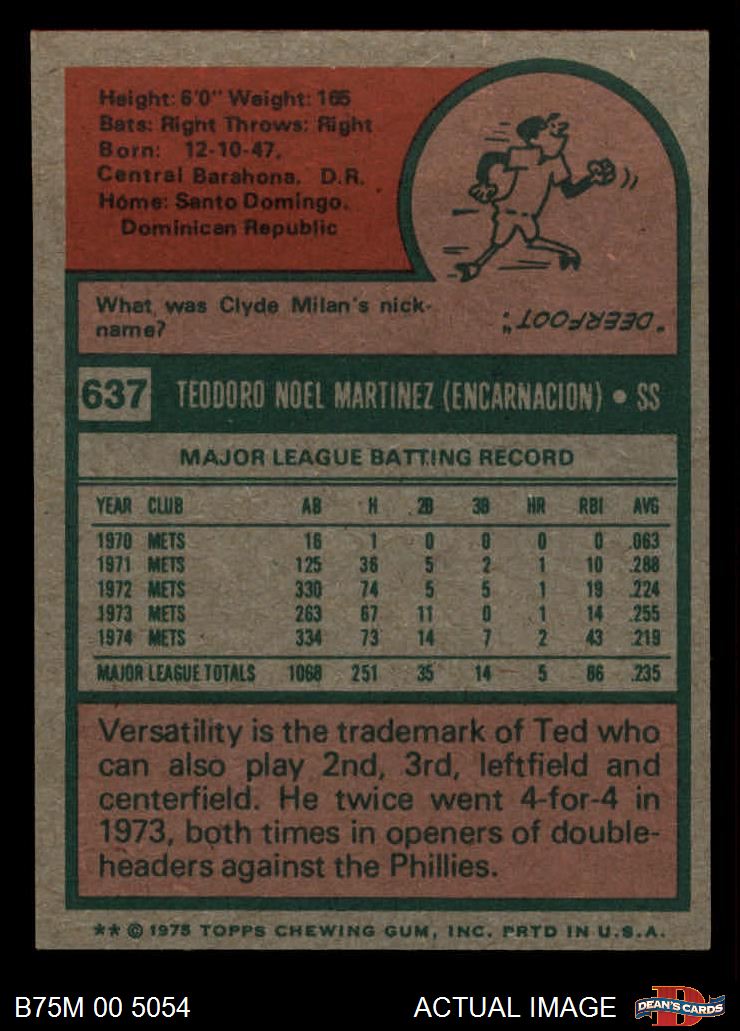 Height: 6'0" Weight: 165
Bats: Right Throws: Right
Born: 12-10-47,
Central Barahona, D.R.
Home: Santo Domingo,
Dominican Republic
What was Clyde Milan's nick-
name?
"DEERFOOT".
637 TEODORO NOEL MARTINEZ (ENCARNACION) • SS
MAJOR LEAGUE BATTING RECORD
YEAR CLUB AB H 2B 3B HR RBI AVG
1970 METS 16 1 0 0 0 0 .063
1971 METS 125 36 5 2 1 10 .288
1972 METS 330 74 5 5 1 19 .224
1973 METS 263 67 11 0 1 14 .255
1974 METS 334 73 14 7 2 43 .219
MAJOR LEAGUE TOTALS 1068 251 35 14 5 86 .235
Versatility is the trademark of Ted who
can also play 2nd, 3rd, leftfield and
centerfield. He twice went 4-for-4 in
1973, both times in openers of double-
headers against the Phillies.
** © 1975 TOPPS CHEWING GUM, INC. PRTD IN U.S.A.
B75M 00 5054 ACTUAL IMAGE
D
DEAN'S CARDS